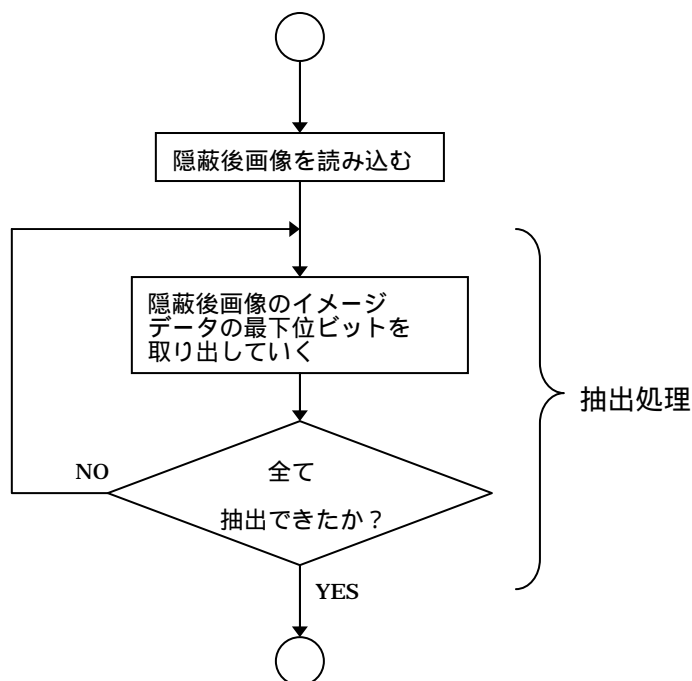 隠蔽後画像を読み込む
隠蔽後画像のイメージ
データの最下位ビットを
取り出していく
抽出処理
NO
全て
抽出できたか？
YES